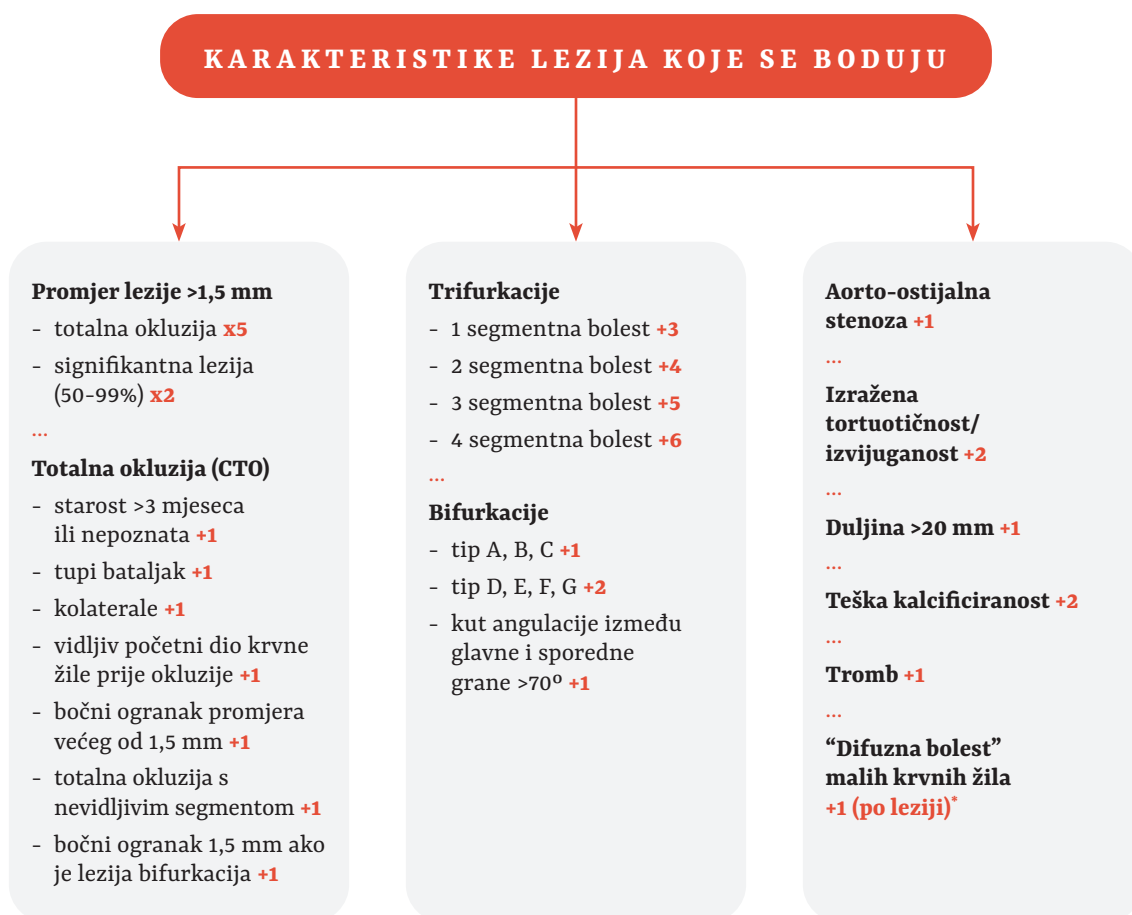 KARAKTERISTIKE LEZIJA KOJE SE BODUJU
Promjer lezije >1,5 mm
- totalna okluzija x5
- signifikantna lezija
(50-99%) x2
...
Totalna okluzija (CTO)
- starost >3 mjeseca
ili nepoznata +1
- tupi bataljak +1
- kolaterale +1
- vidljiv početni dio krvne
žile prije okluzije +1
- bočni ogranak promjera
većeg od 1,5 mm +1
- totalna okluzija s
nevidljivim segmentom +1
- bočni ogranak 1,5 mm ako
je lezija bifurkacija +1
Trifurkacije
- 1 segmentna bolest +3
- 2 segmentna bolest +4
- 3 segmentna bolest +5
- 4 segmentna bolest +6
...
Bifurkacije
- tip A, B, C +1
- tip D, E, F, G +2
- kut angulacije između
glavne i sporedne
grane >70º +1
Aorto-ostijalna
stenoza +1
...
Izražena
tortuotičnost/
izvijuganost +2
...
Duljina >20 mm +1
...
Teška kalcificiranost +2
...
Tromb +1
...
“Difuzna bolest”
malih krvnih žila
+1 (po leziji)*